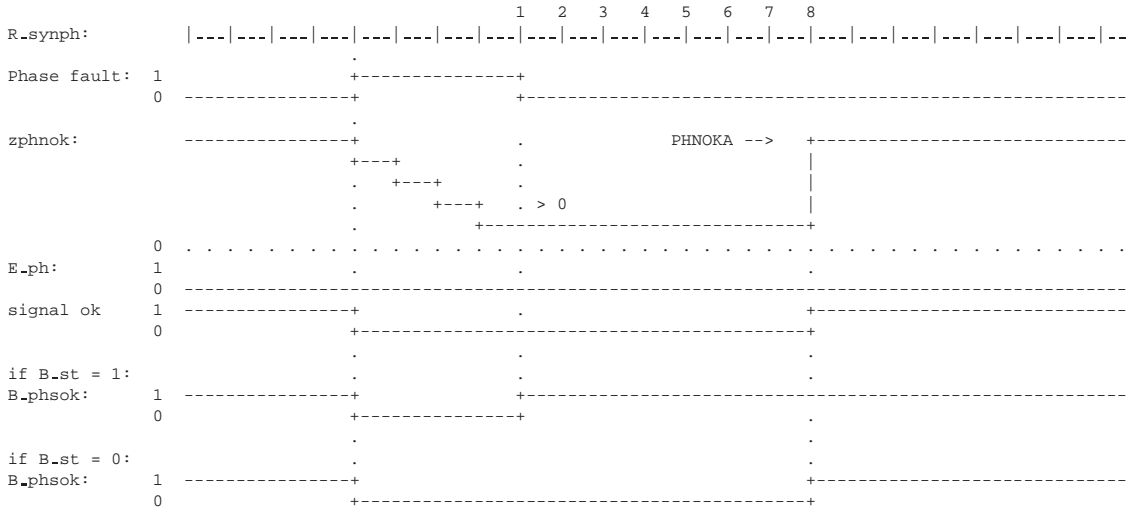 1 2 3 4 5 6 7 8
R_synph: |---|---|---|---|---|---|---|---|---|---|---|---|---|---|---|---|---|---|---|---|---|---|--
.
Phase fault: 1 +---------------+
0 ----------------+ +----------------------------------------------------------
.
zphnok: ----------------+ . PHNOKA --> +------------------------------
+---+ . |
. +---+ . |
. +---+ . > 0 |
. +-------------------------------+
0 . . . . . . . . . . . . . . . . . . . . . . . . . . . . . . . . . . . . . . . . . . . . . .
E_ph: 1 . . .
0 -------------------------------------------------------------------------------------------
signal ok 1 ----------------+ . +------------------------------
0 +-------------------------------------------+
. . .
if B_st = 1: . . .
B_phsok: 1 ----------------+ +----------------------------------------------------------
0 +---------------+ .
. .
if B_st = 0: . .
B_phsok: 1 ----------------+ +------------------------------
0 +-------------------------------------------+